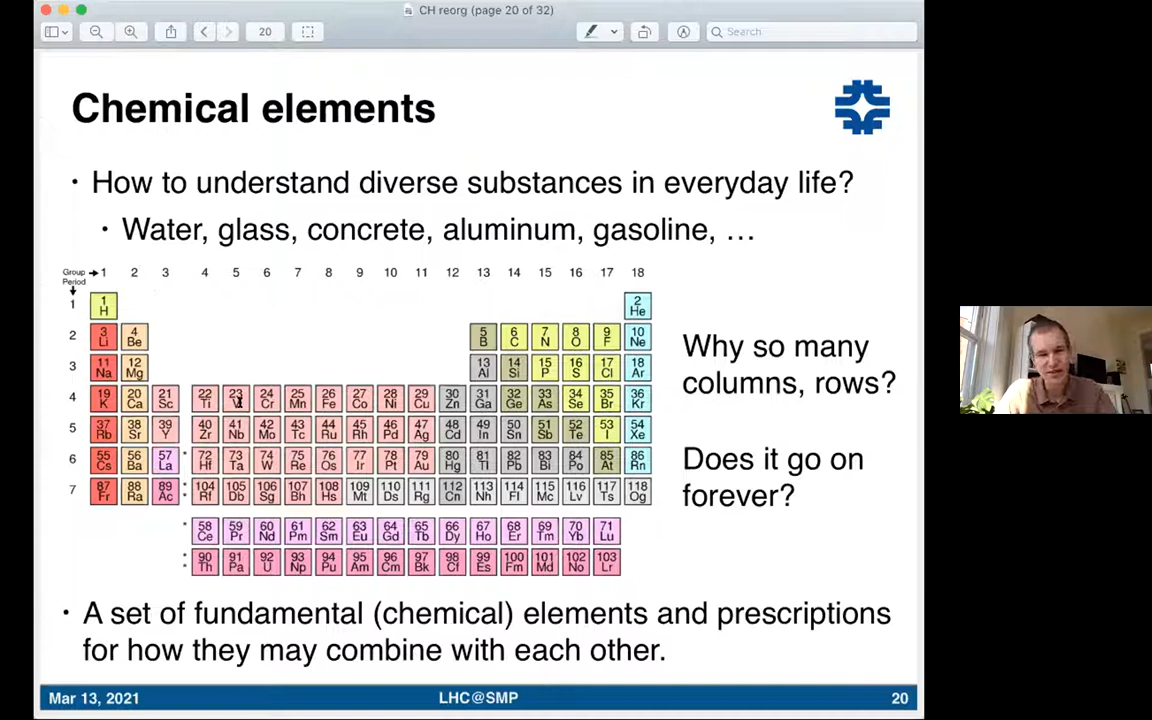 CH reorg (page 20 of 32)
20
Search
Chemical elements
• How to understand diverse substances in everyday life?
• Water, glass, concrete, aluminum, gasoline, …
Group → 1 2 3 4 5 6 7 8 9 10 11 12 13 14 15 16 17 18
Period
1 1 H 2 He
2 3 Li 4 Be 5 B 6 C 7 N 8 O 9 F 10 Ne
3 11 Na 12 Mg 13 Al 14 Si 15 P 16 S 17 Cl 18 Ar
4 19 K 20 Ca 21 Sc 22 Ti 23 V 24 Cr 25 Mn 26 Fe 27 Co 28 Ni 29 Cu 30 Zn 31 Ga 32 Ge 33 As 34 Se 35 Br 36 Kr
5 37 Rb 38 Sr 39 Y 40 Zr 41 Nb 42 Mo 43 Tc 44 Ru 45 Rh 46 Pd 47 Ag 48 Cd 49 In 50 Sn 51 Sb 52 Te 53 I 54 Xe
6 55 Cs 56 Ba 57 La * 72 Hf 73 Ta 74 W 75 Re 76 Os 77 Ir 78 Pt 79 Au 80 Hg 81 Tl 82 Pb 83 Bi 84 Po 85 At 86 Rn
7 87 Fr 88 Ra 89 Ac * * 104 Rf 105 Db 106 Sg 107 Bh 108 Hs 109 Mt 110 Ds 111 Rg 112 Cn 113 Nh 114 Fl 115 Mc 116 Lv 117 Ts 118 Og
* 58 Ce 59 Pr 60 Nd 61 Pm 62 Sm 63 Eu 64 Gd 65 Tb 66 Dy 67 Ho 68 Er 69 Tm 70 Yb 71 Lu
* * 90 Th 91 Pa 92 U 93 Np 94 Pu 95 Am 96 Cm 97 Bk 98 Cf 99 Es 100 Fm 101 Md 102 No 103 Lr
Why so many
columns, rows?
Does it go on
forever?
• A set of fundamental (chemical) elements and prescriptions
for how they may combine with each other.
Mar 13, 2021
LHC@SMP
20